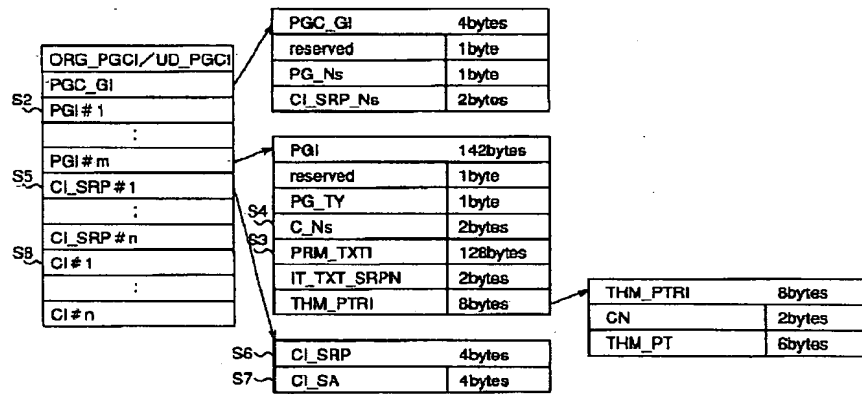 ORG_PGCI/UD_PGCI
PGC_GI
S2
PGI#1
:
PGI#m
S5
CI_SRP#1
:
CI_SRP#n
S8
CI#1
:
CI#n
PGC_GI 4bytes
reserved 1byte
PG_Ns 1byte
CI_SRP_Ns 2bytes
PGI 142bytes
reserved 1byte
PG_TY 1byte
S4
C_Ns 2bytes
S3
PRM_TXTI 128bytes
IT_TXT_SRPN 2bytes
THM_PTRI 8bytes
S6 CI_SRP 4bytes
S7 CI_SA 4bytes
THM_PTRI 8bytes
CN 2bytes
THM_PT 6bytes